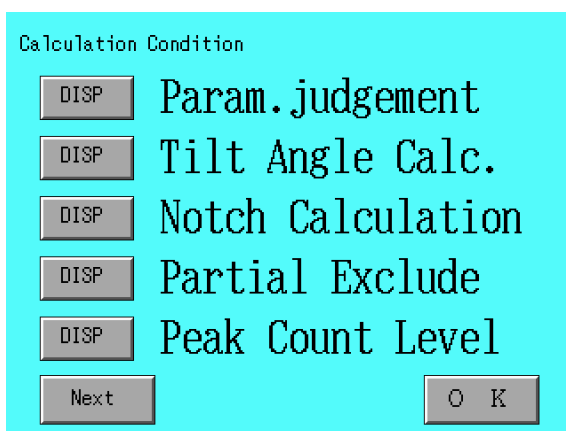 Calculation Condition
DISP Param.judgement
DISP Tilt Angle Calc.
DISP Notch Calculation
DISP Partial Exclude
DISP Peak Count Level
Next O K